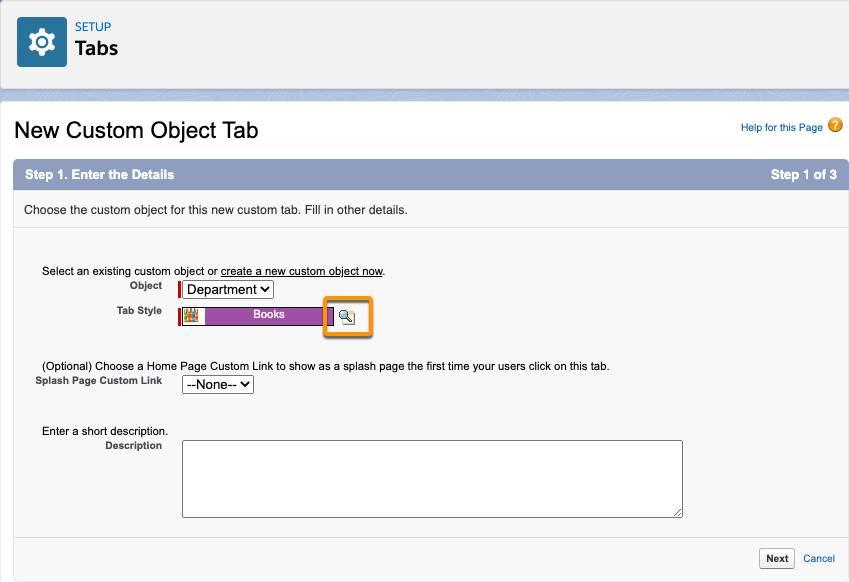 SETUP
Tabs
New Custom Object Tab
Help for this Page ?
Step 1. Enter the Details Step 1 of 3
Choose the custom object for this new custom tab. Fill in other details.
Select an existing custom object or create a new custom object now.
Object Department
Tab Style Books
(Optional) Choose a Home Page Custom Link to show as a splash page the first time your users click on this tab.
Splash Page Custom Link --None--
Enter a short description.
Description
Next Cancel